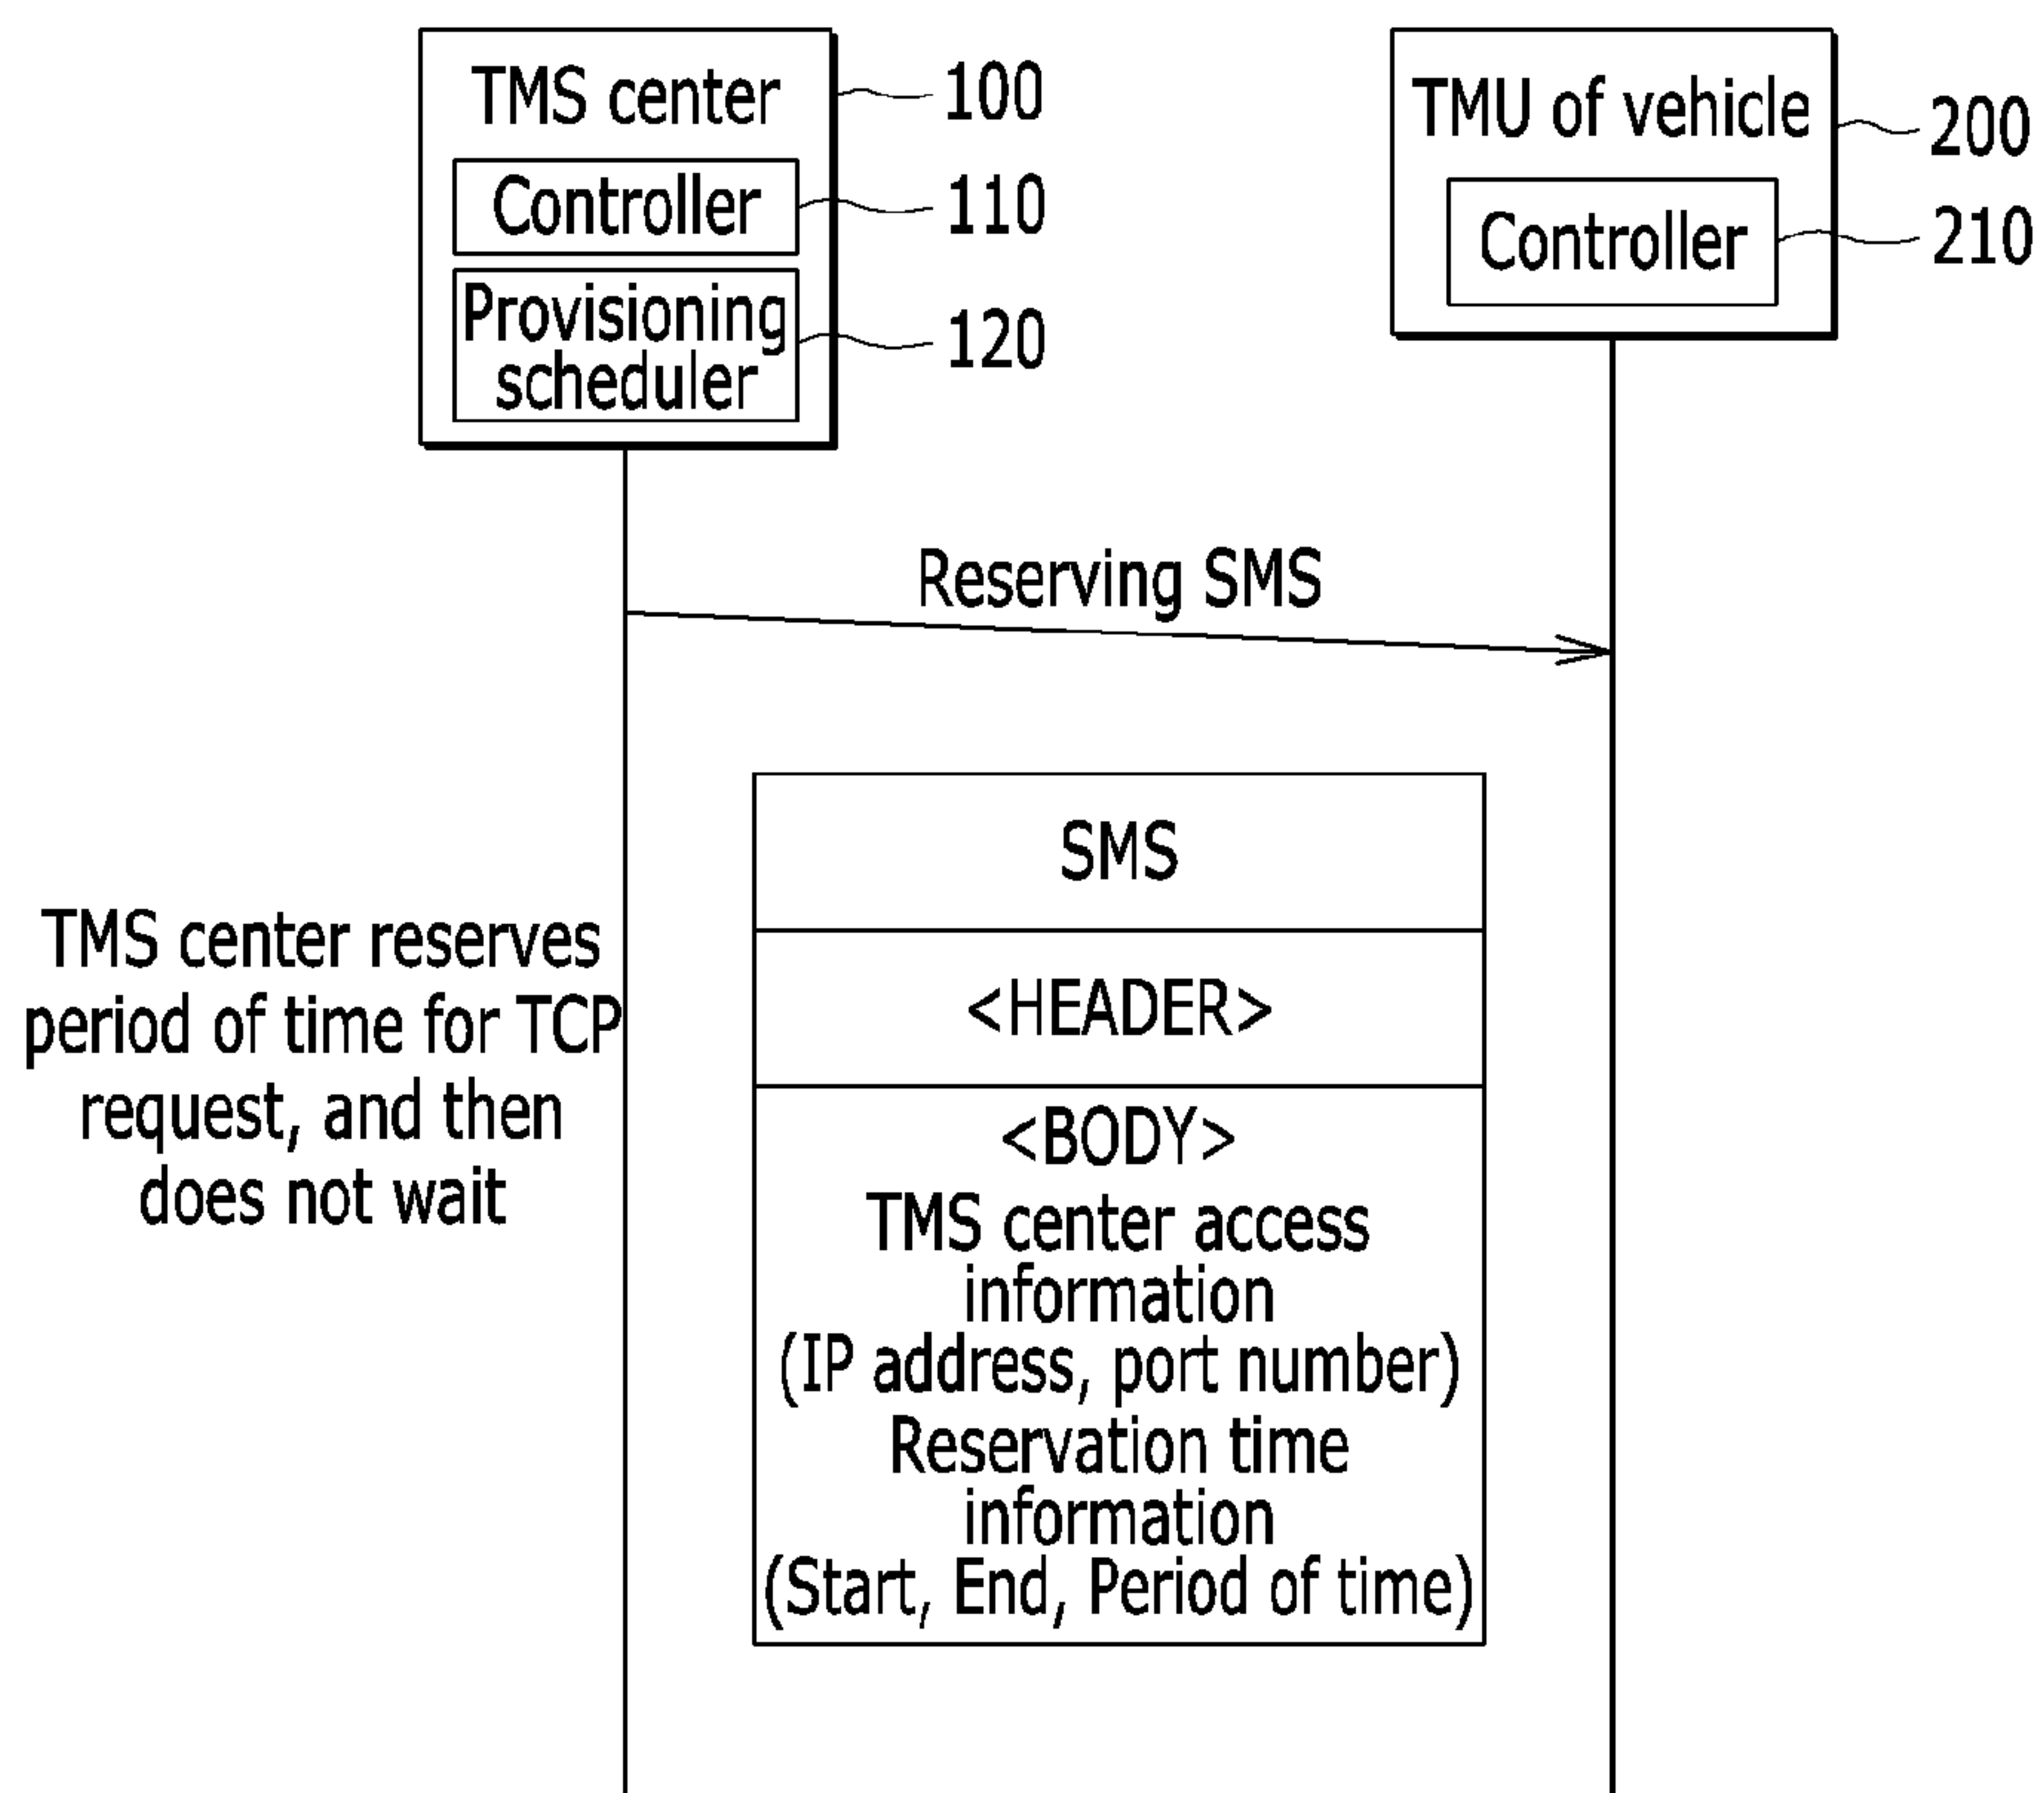 TMS center
100
Controller
110
Provisioning
scheduler
120
TMU of vehicle
200
Controller
210
Reserving SMS
TMS center reserves
period of time for TCP
request, and then
does not wait
SMS
<HEADER>
<BODY>
TMS center access
information
(IP address, port number)
Reservation time
information
(Start, End, Period of time)